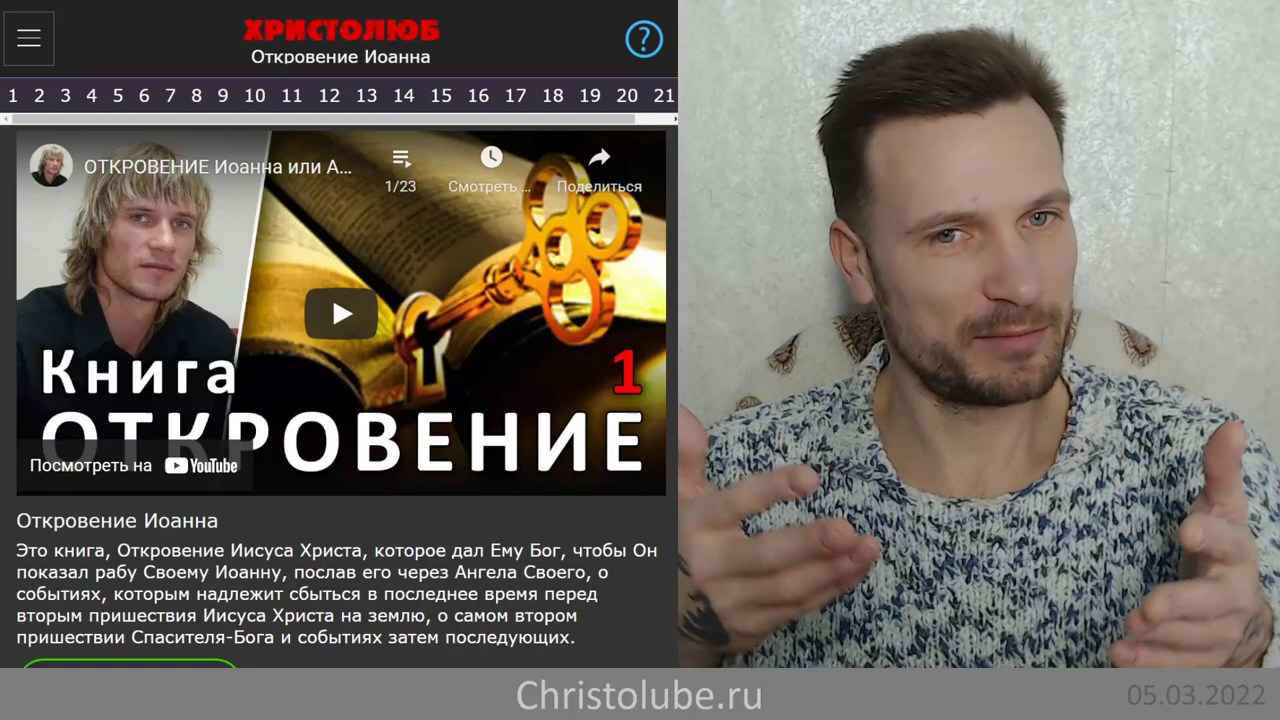 ХРИСТОЛЮБ
Откровение Иоанна
?
1 2 3 4 5 6 7 8 9 10 11 12 13 14 15 16 17 18 19 20 21
ОТКРОВЕНИЕ Иоанна или А...
1/23
Смотреть ...
Поделиться
Книга
1
ОТКРОВЕНИЕ
Посмотреть на YouTube
Откровение Иоанна
Это книга, Откровение Иисуса Христа, которое дал Ему Бог, чтобы Он
показал рабу Своему Иоанну, послав его через Ангела Своего, о
событиях, которым надлежит сбыться в последнее время перед
вторым пришествия Иисуса Христа на землю, о самом втором
пришествии Спасителя-Бога и событиях затем последующих.
Christolube.ru
05.03.2022